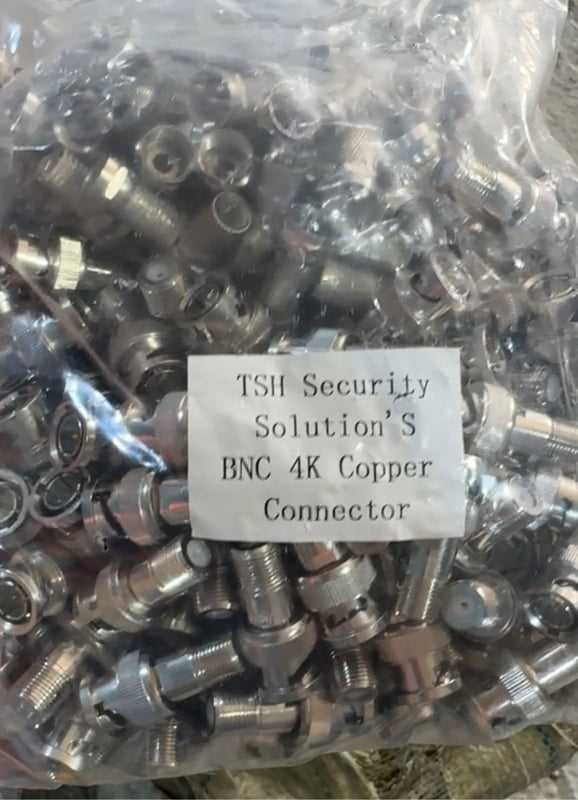 TSH Security
Solution'S
BNC 4K Copper
Connector